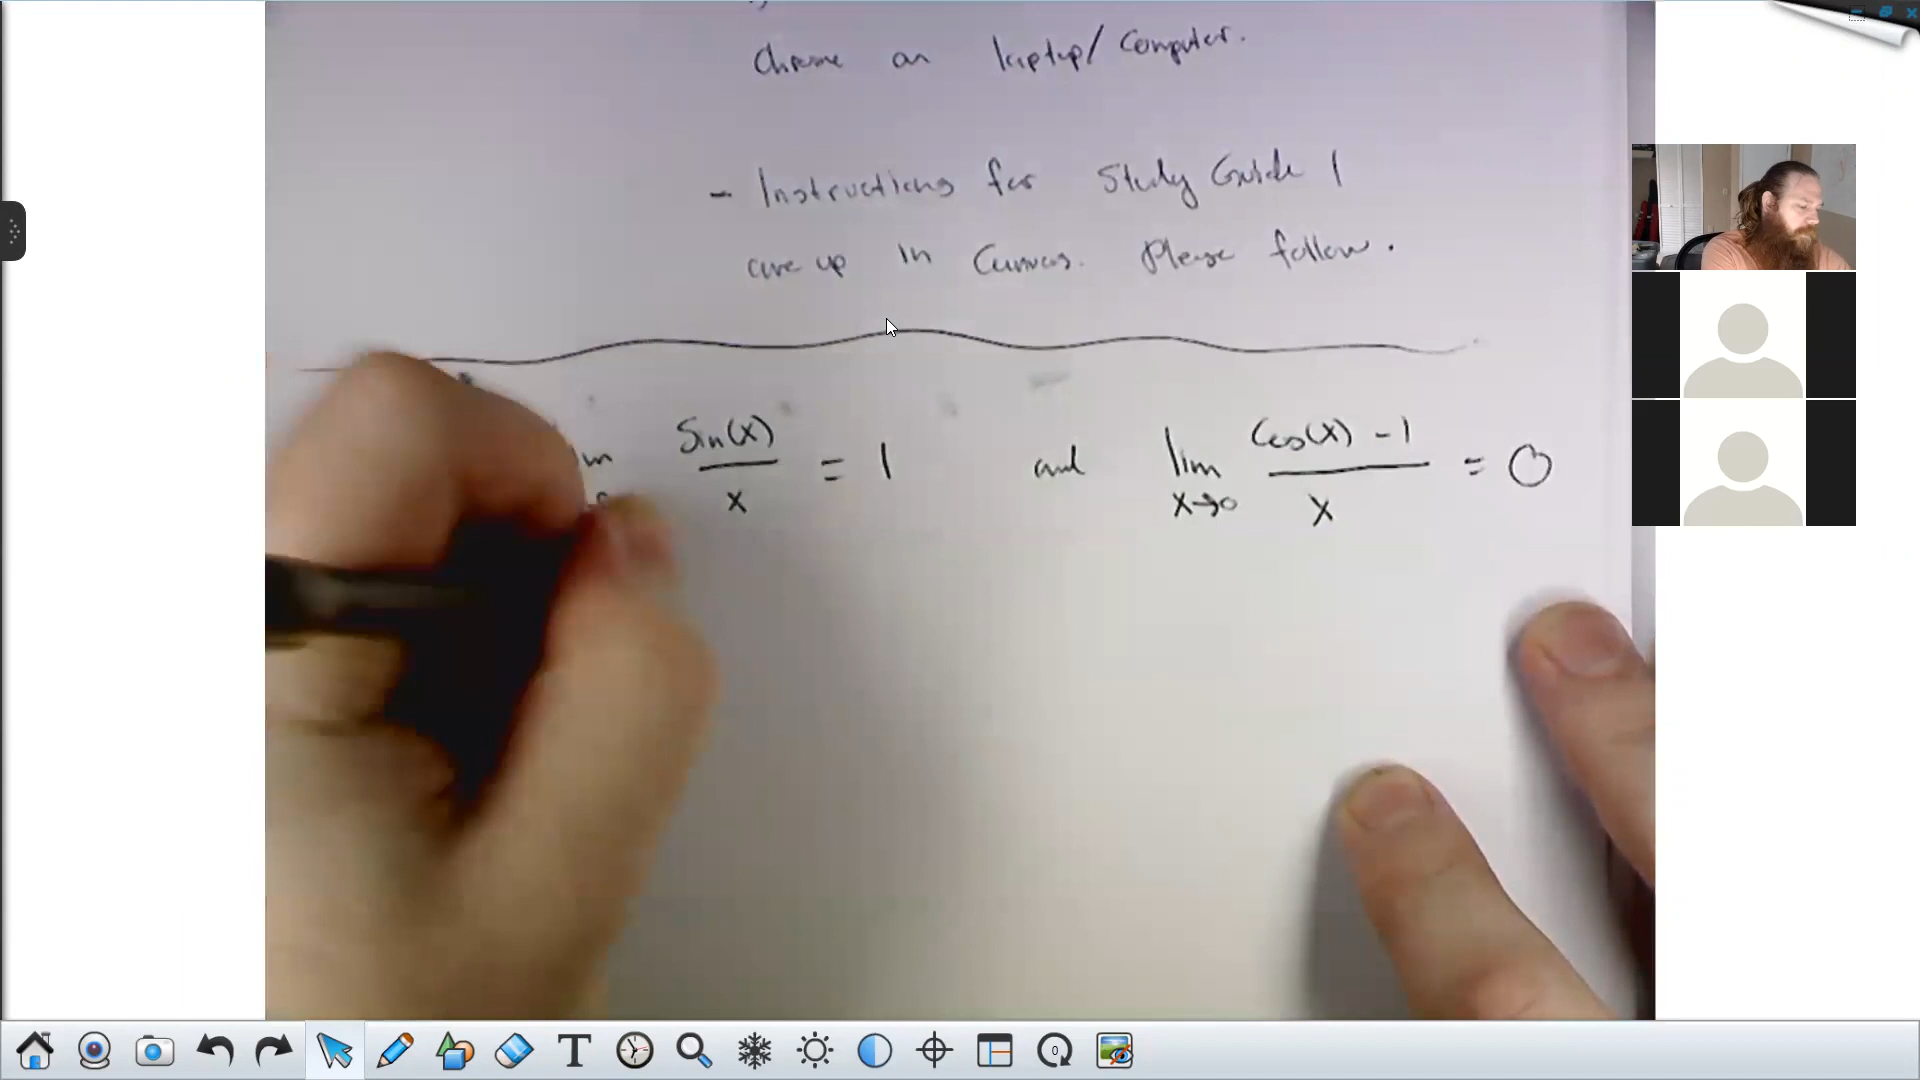 Chrome on laptop/Computer.
- Instructions for Study Guide 1
are up in Canvas. Please follow.
sin(x)/x = 1 and lim x→0 (cos(x) - 1)/x = 0
T
0